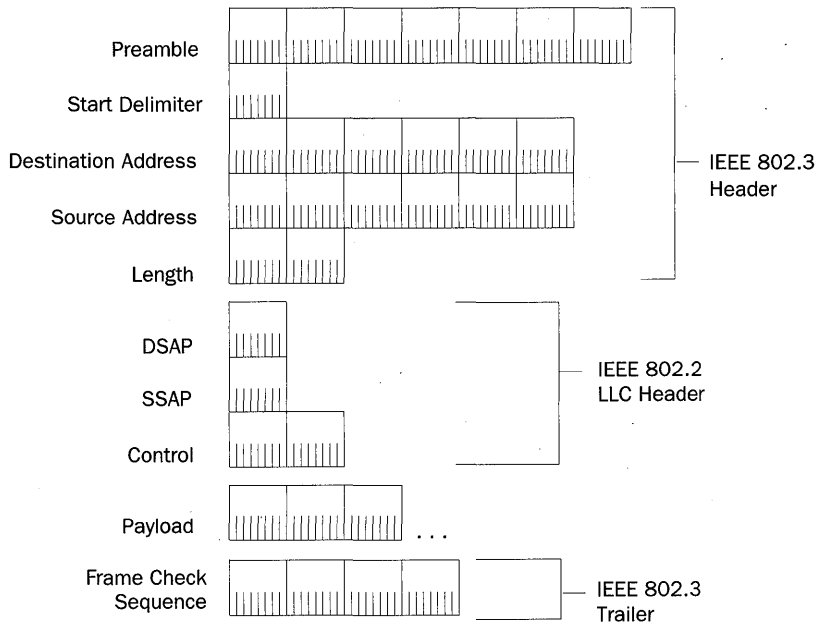 Preamble
Start Delimiter
Destination Address
Source Address
Length
IEEE 802.3
Header
DSAP
SSAP
Control
IEEE 802.2
LLC Header
Payload
...
Frame Check
Sequence
IEEE 802.3
Trailer